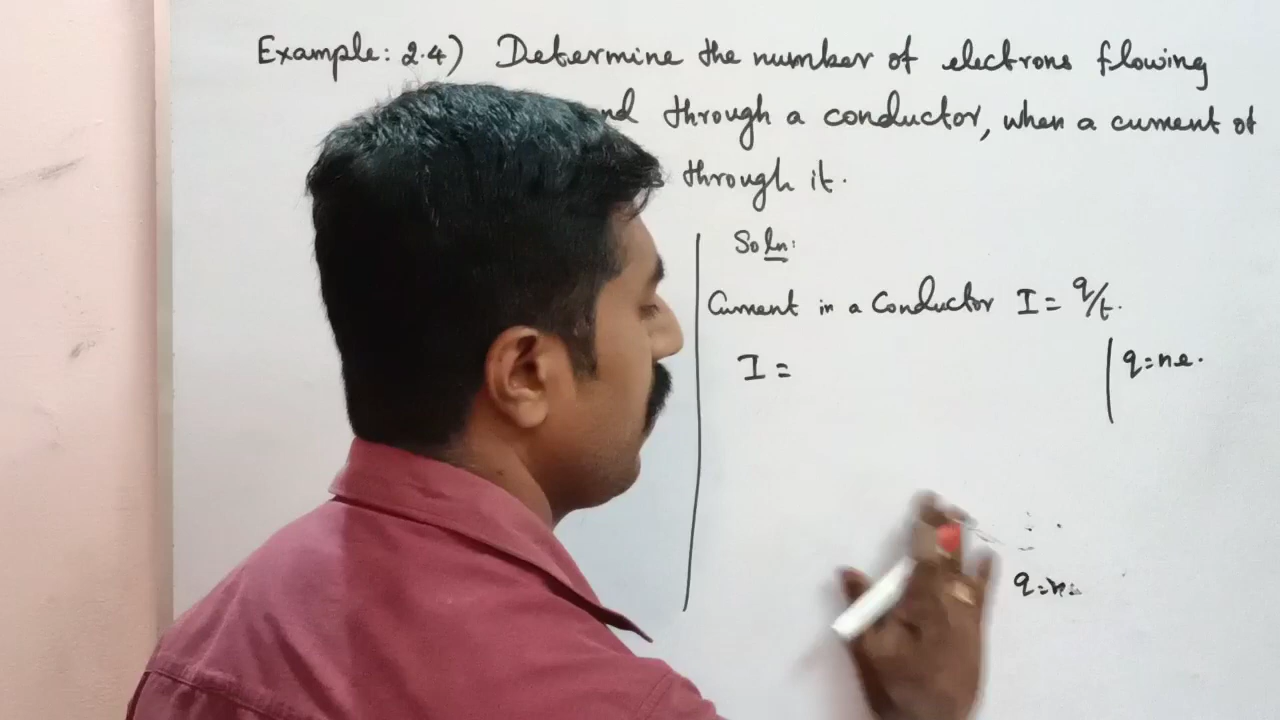 Example: 2.4) Determine the number of electrons flowing
nd through a conductor, when a current of
s through it.
Soln:
Current in a Conductor I = q/t.
I =
q=ne.
q=n